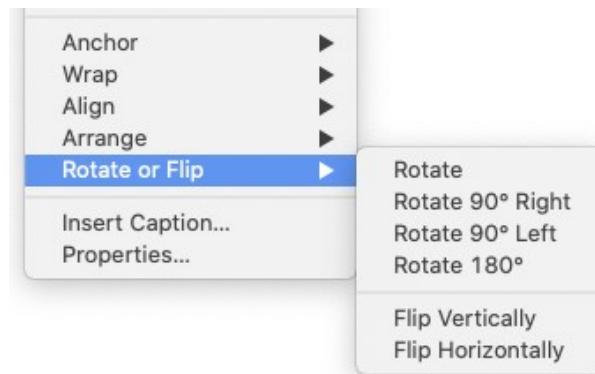 Anchor
Wrap
Align
Arrange
Rotate or Flip
Insert Caption...
Properties...
Rotate
Rotate 90° Right
Rotate 90° Left
Rotate 180°
Flip Vertically
Flip Horizontally